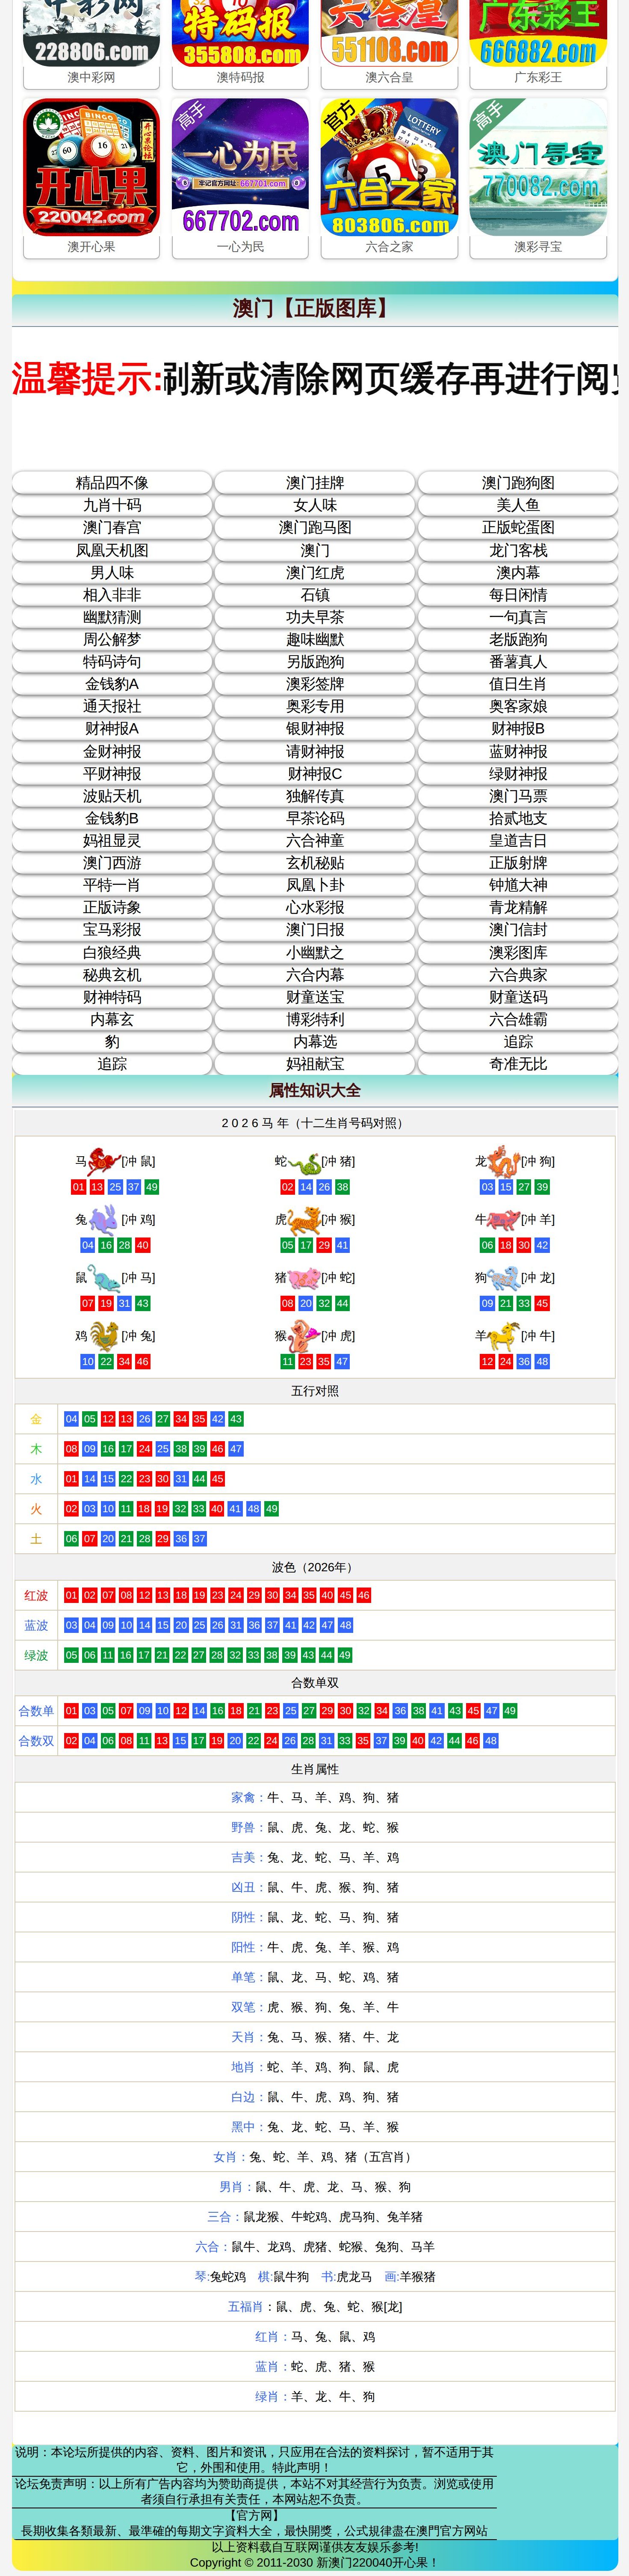 中彩网
228806.com
特码报
355808.com
六合皇
551108.com
广东彩王
666882.com
澳中彩网
澳特码报
澳六合皇
广东彩王
BINGO
开心果论坛
开心果
220042.com
高手
一心为民
牢记官方网址667701.com
667702.com
官方
LOTTERY
六合之家
803806.com
高手
澳门寻宝
770082.com
澳开心果
一心为民
六合之家
澳彩寻宝
澳门【正版图库】
温馨提示:刷新或清除网页缓存再进行阅览
精品四不像 澳门挂牌 澳门跑狗图
九肖十码 女人味 美人鱼
澳门春宫 澳门跑马图 正版蛇蛋图
凤凰天机图 澳门 龙门客栈
男人味 澳门红虎 澳内幕
相入非非 石镇 每日闲情
幽默猜测 功夫早茶 一句真言
周公解梦 趣味幽默 老版跑狗
特码诗句 另版跑狗 番薯真人
金钱豹A 澳彩签牌 值日生肖
通天报社 奥彩专用 奥客家娘
财神报A 银财神报 财神报B
金财神报 请财神报 蓝财神报
平财神报 财神报C 绿财神报
波贴天机 独解传真 澳门马票
金钱豹B 早茶论码 拾贰地支
妈祖显灵 六合神童 皇道吉日
澳门西游 玄机秘贴 正版射牌
平特一肖 凤凰卜卦 钟馗大神
正版诗象 心水彩报 青龙精解
宝马彩报 澳门日报 澳门信封
白狼经典 小幽默之 澳彩图库
秘典玄机 六合内幕 六合典家
财神特码 财童送宝 财童送码
内幕玄 博彩特利 六合雄霸
豹 内幕选 追踪
追踪 妈祖献宝 奇准无比
属性知识大全
2 0 2 6 马 年（十二生肖号码对照）
马 [冲 鼠] 蛇 [冲 猪] 龙 [冲 狗]
01 13 25 37 49 02 14 26 38 03 15 27 39
兔 [冲 鸡] 虎 [冲 猴] 牛 [冲 羊]
04 16 28 40 05 17 29 41 06 18 30 42
鼠 [冲 马] 猪 [冲 蛇] 狗 [冲 龙]
07 19 31 43 08 20 32 44 09 21 33 45
鸡 [冲 兔] 猴 [冲 虎] 羊 [冲 牛]
10 22 34 46 11 23 35 47 12 24 36 48
五行对照
金 04 05 12 13 26 27 34 35 42 43
木 08 09 16 17 24 25 38 39 46 47
水 01 14 15 22 23 30 31 44 45
火 02 03 10 11 18 19 32 33 40 41 48 49
土 06 07 20 21 28 29 36 37
波色（2026年）
红波 01 02 07 08 12 13 18 19 23 24 29 30 34 35 40 45 46
蓝波 03 04 09 10 14 15 20 25 26 31 36 37 41 42 47 48
绿波 05 06 11 16 17 21 22 27 28 32 33 38 39 43 44 49
合数单双
合数单 01 03 05 07 09 10 12 14 16 18 21 23 25 27 29 30 32 34 36 38 41 43 45 47 49
合数双 02 04 06 08 11 13 15 17 19 20 22 24 26 28 31 33 35 37 39 40 42 44 46 48
生肖属性
家禽：牛、马、羊、鸡、狗、猪
野兽：鼠、虎、兔、龙、蛇、猴
吉美：兔、龙、蛇、马、羊、鸡
凶丑：鼠、牛、虎、猴、狗、猪
阴性：鼠、龙、蛇、马、狗、猪
阳性：牛、虎、兔、羊、猴、鸡
单笔：鼠、龙、马、蛇、鸡、猪
双笔：虎、猴、狗、兔、羊、牛
天肖：兔、马、猴、猪、牛、龙
地肖：蛇、羊、鸡、狗、鼠、虎
白边：鼠、牛、虎、鸡、狗、猪
黑中：兔、龙、蛇、马、羊、猴
女肖：兔、蛇、羊、鸡、猪（五宫肖）
男肖：鼠、牛、虎、龙、马、猴、狗
三合：鼠龙猴、牛蛇鸡、虎马狗、兔羊猪
六合：鼠牛、龙鸡、虎猪、蛇猴、兔狗、马羊
琴:兔蛇鸡 棋:鼠牛狗 书:虎龙马 画:羊猴猪
五福肖：鼠、虎、兔、蛇、猴[龙]
红肖：马、兔、鼠、鸡
蓝肖：蛇、虎、猪、猴
绿肖：羊、龙、牛、狗
说明：本论坛所提供的内容、资料、图片和资讯，只应用在合法的资料探讨，暂不适用于其
它，外围和使用。特此声明！
论坛免责声明：以上所有广告内容均为赞助商提供，本站不对其经营行为负责。浏览或使用
者须自行承担有关责任，本网站恕不负责。
【官方网】
長期收集各類最新、最準確的每期文字資料大全，最快開獎，公式規律盡在澳門官方网站
以上资料载自互联网谨供友友娱乐参考!
Copyright © 2011-2030 新澳门220040开心果！